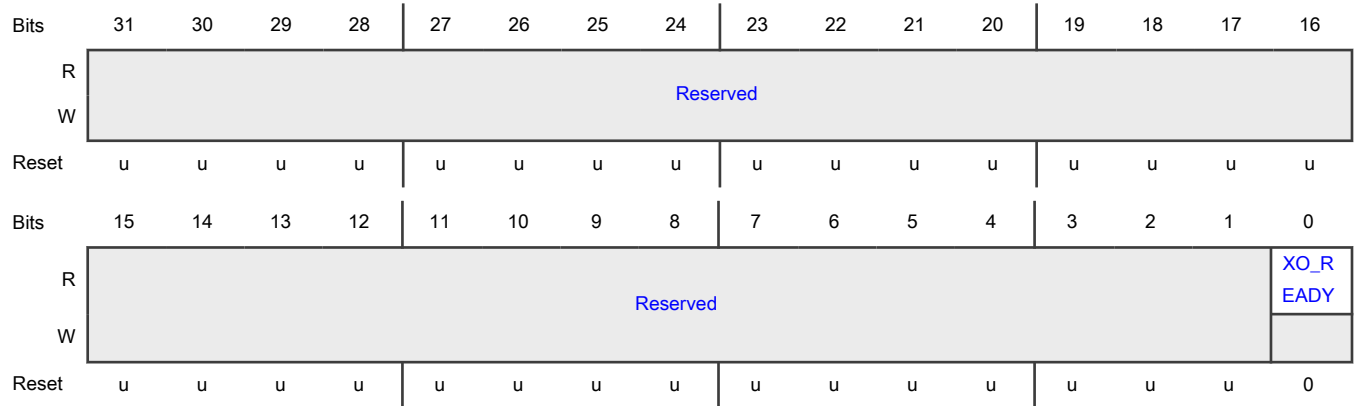 Bits 31 30 29 28 27 26 25 24 23 22 21 20 19 18 17 16
R
Reserved
W
Reset u u u u u u u u u u u u u u u u
Bits 15 14 13 12 11 10 9 8 7 6 5 4 3 2 1 0
R XO_R
EADY
Reserved
W
Reset u u u u u u u u u u u u u u u 0